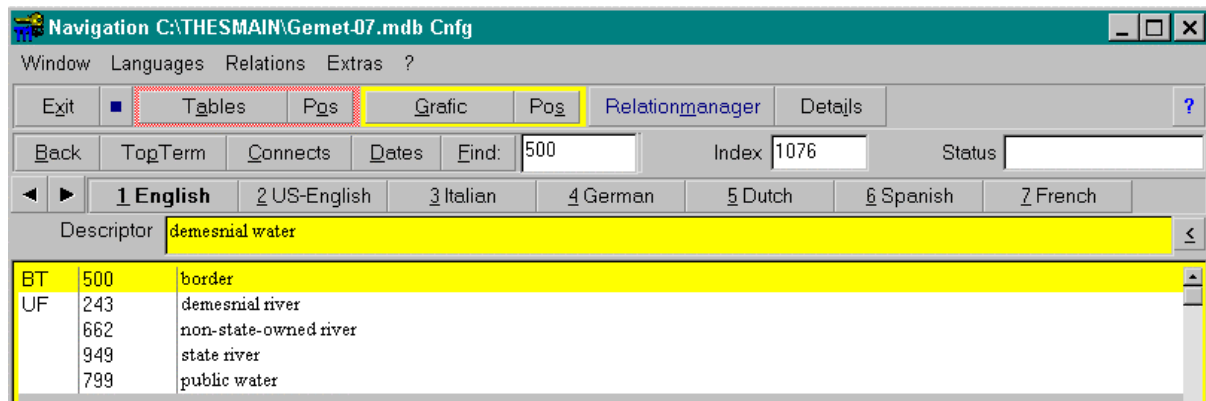 Navigation C:\THESMAIN\Gemet-07.mdb Cnfg
Window Languages Relations Extras ?
Exit Tables Pos Grafic Pos Relationmanager Details ?
Back TopTerm Connects Dates Find: 500 Index 1076 Status
1 English 2 US-English 3 Italian 4 German 5 Dutch 6 Spanish 7 French
Descriptor demesnial water <
BT 500 border
UF 243 demesnial river
662 non-state-owned river
949 state river
799 public water